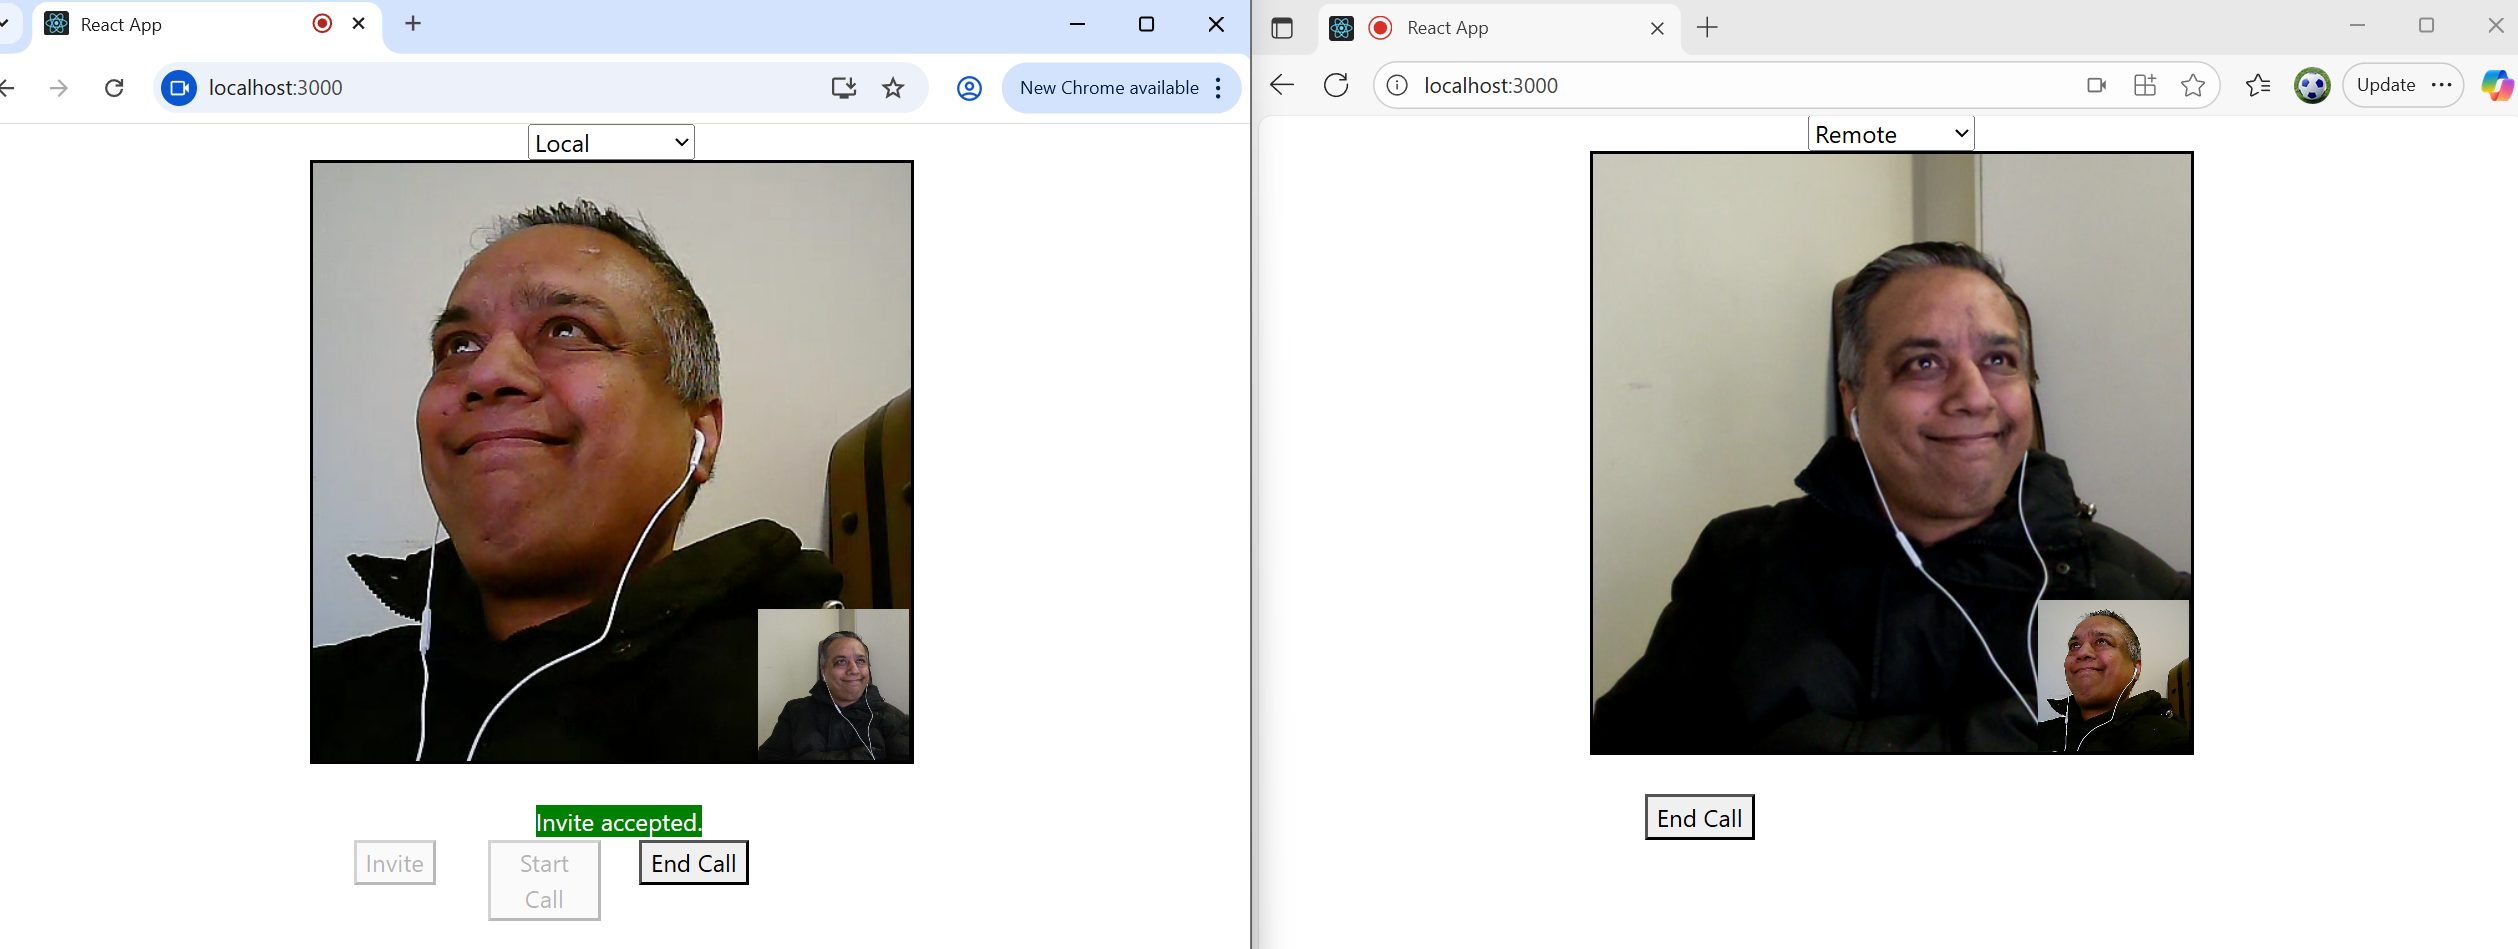 React App
localhost:3000
New Chrome available
Local
Invite accepted.
Invite
Start
Call
End Call
React App
localhost:3000
Update
Remote
End Call